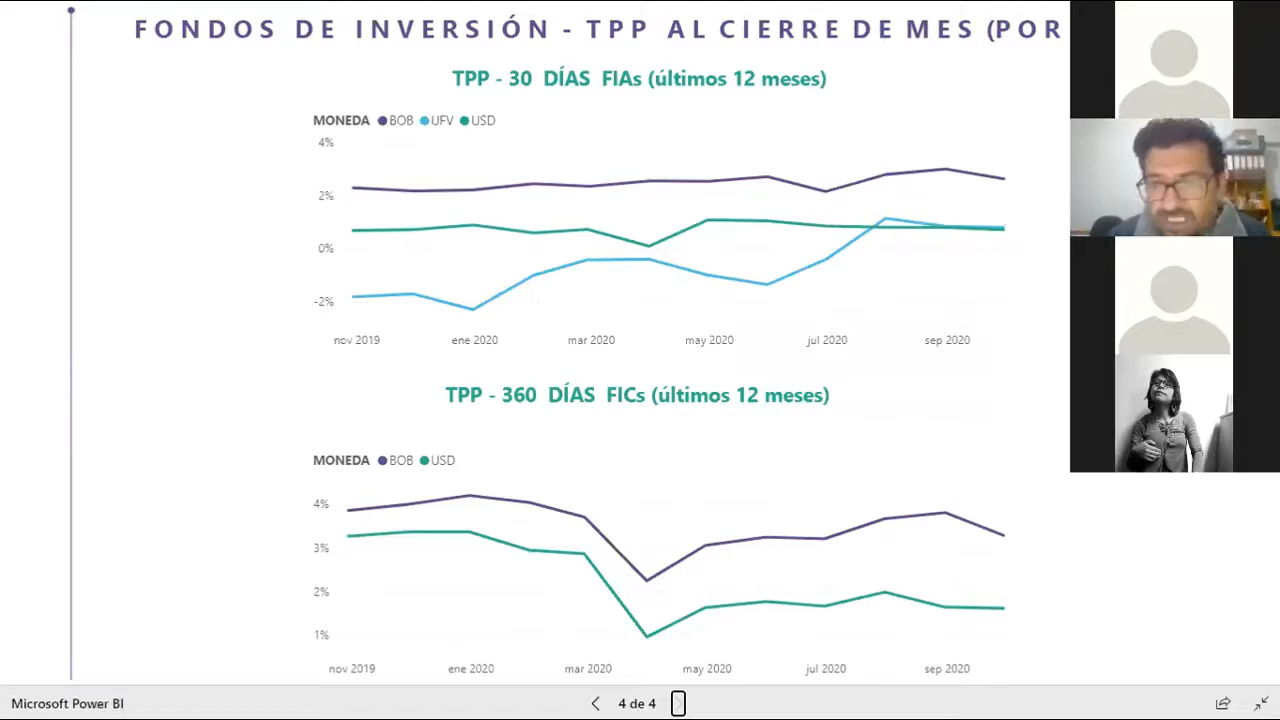 FONDOS DE INVERSIÓN - TPP AL CIERRE DE MES (POR
TPP - 30 DÍAS FIAs (últimos 12 meses)
MONEDA BOB UFV USD
4%
2%
0%
-2%
nov 2019 ene 2020 mar 2020 may 2020 jul 2020 sep 2020
TPP - 360 DÍAS FICs (últimos 12 meses)
MONEDA BOB USD
4%
3%
2%
1%
nov 2019 ene 2020 mar 2020 may 2020 jul 2020 sep 2020
Microsoft Power BI 4 de 4